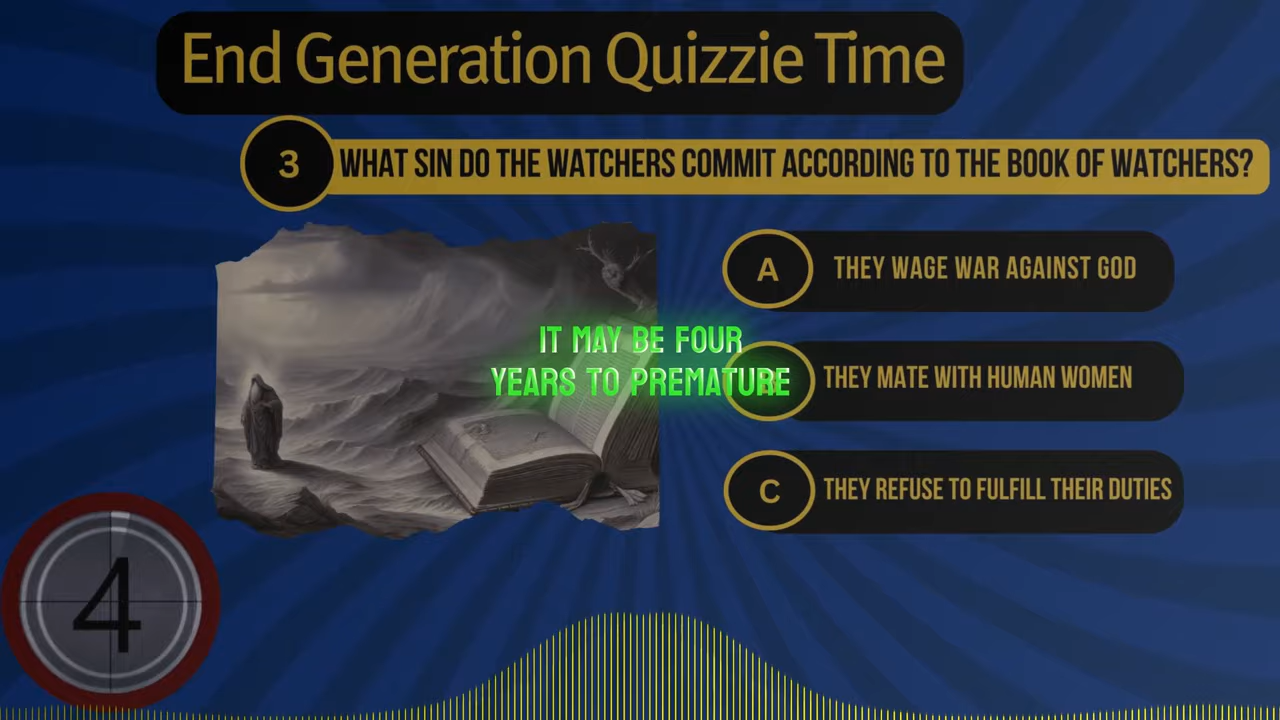 End Generation Quizzie Time
3
WHAT SIN DO THE WATCHERS COMMIT ACCORDING TO THE BOOK OF WATCHERS?
A
THEY WAGE WAR AGAINST GOD
IT MAY BE FOUR
YEARS TO PREMATURE
THEY MATE WITH HUMAN WOMEN
C
THEY REFUSE TO FULFILL THEIR DUTIES
4